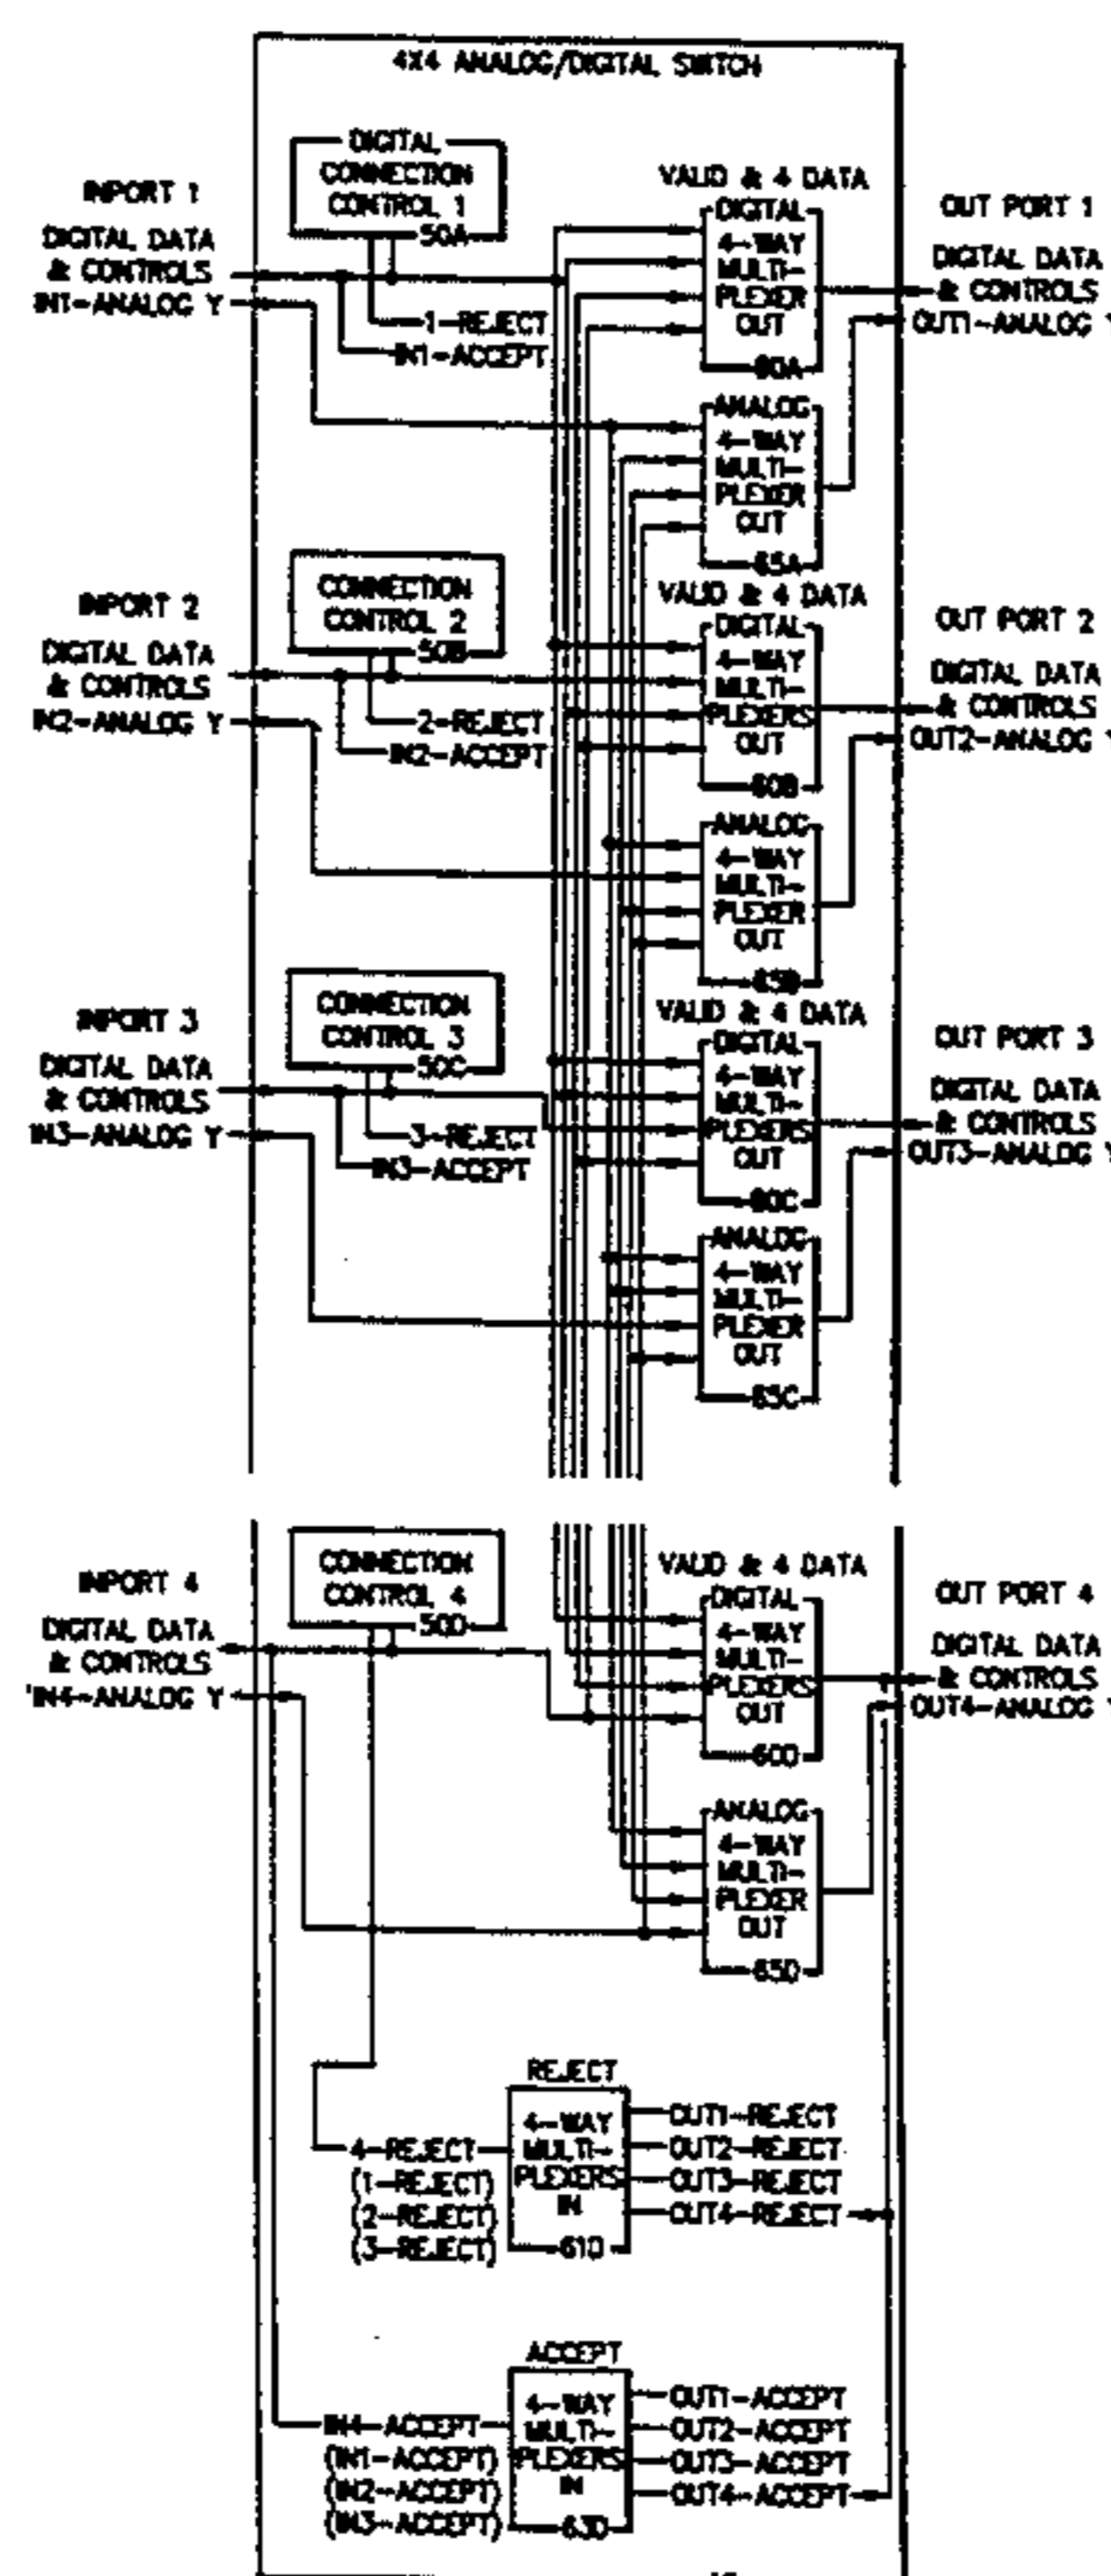 4X4 ANALOG/DIGITAL SWITCH
DIGITAL
CONNECTION
CONTROL 1
50A
INPORT 1
DIGITAL DATA
& CONTROLS
IN1-ANALOG Y
1-REJECT
IN1-ACCEPT
VALID & 4 DATA
DIGITAL
4-WAY
MULTI-
PLEXER
OUT
60A
OUT PORT 1
DIGITAL DATA
& CONTROLS
OUT1-ANALOG Y
ANALOG
4-WAY
MULTI-
PLEXER
OUT
65A
CONNECTION
CONTROL 2
50B
INPORT 2
DIGITAL DATA
& CONTROLS
IN2-ANALOG Y
2-REJECT
IN2-ACCEPT
VALID & 4 DATA
DIGITAL
4-WAY
MULTI-
PLEXERS
OUT
60B
OUT PORT 2
DIGITAL DATA
& CONTROLS
OUT2-ANALOG Y
ANALOG
4-WAY
MULTI-
PLEXER
OUT
65B
CONNECTION
CONTROL 3
50C
INPORT 3
DIGITAL DATA
& CONTROLS
IN3-ANALOG Y
3-REJECT
IN3-ACCEPT
VALID & 4 DATA
DIGITAL
4-WAY
MULTI-
PLEXERS
OUT
60C
OUT PORT 3
DIGITAL DATA
& CONTROLS
OUT3-ANALOG Y
ANALOG
4-WAY
MULTI-
PLEXER
OUT
65C
CONNECTION
CONTROL 4
50D
INPORT 4
DIGITAL DATA
& CONTROLS
IN4-ANALOG Y
VALID & 4 DATA
DIGITAL
4-WAY
MULTI-
PLEXERS
OUT
60D
OUT PORT 4
DIGITAL DATA
& CONTROLS
OUT4-ANALOG Y
ANALOG
4-WAY
MULTI-
PLEXER
OUT
65D
REJECT
4-WAY
MULTI-
PLEXERS
IN
61D
4-REJECT
(1-REJECT)
(2-REJECT)
(3-REJECT)
OUT1-REJECT
OUT2-REJECT
OUT3-REJECT
OUT4-REJECT
ACCEPT
4-WAY
MULTI-
PLEXERS
IN
63D
IN4-ACCEPT
(IN1-ACCEPT)
(IN2-ACCEPT)
(IN3-ACCEPT)
OUT1-ACCEPT
OUT2-ACCEPT
OUT3-ACCEPT
OUT4-ACCEPT